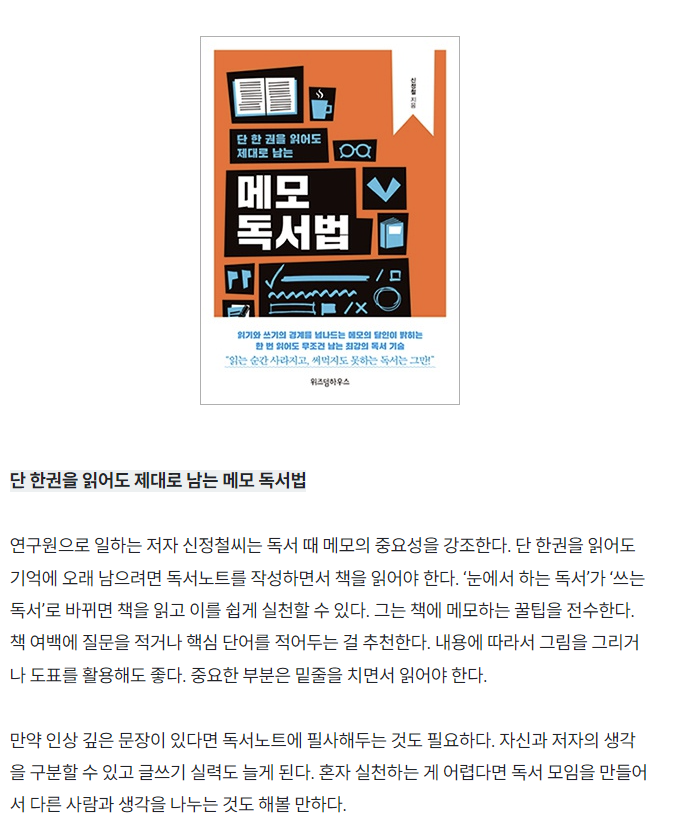 신정철 지음
단 한 권을 읽어도
제대로 남는
메모
독서법
읽기와 쓰기의 경계를 넘나드는 메모의 달인이 밝히는
한 번 읽어도 무조건 남는 최강의 독서 기술
“읽는 순간 사라지고, 써먹지도 못하는 독서는 그만!”
위즈덤하우스
단 한권을 읽어도 제대로 남는 메모 독서법
연구원으로 일하는 저자 신정철씨는 독서 때 메모의 중요성을 강조한다. 단 한권을 읽어도
기억에 오래 남으려면 독서노트를 작성하면서 책을 읽어야 한다. ‘눈에서 하는 독서’가 ‘쓰는
독서’로 바뀌면 책을 읽고 이를 쉽게 실천할 수 있다. 그는 책에 메모하는 꿀팁을 전수한다.
책 여백에 질문을 적거나 핵심 단어를 적어두는 걸 추천한다. 내용에 따라서 그림을 그리거
나 도표를 활용해도 좋다. 중요한 부분은 밑줄을 치면서 읽어야 한다.
만약 인상 깊은 문장이 있다면 독서노트에 필사해두는 것도 필요하다. 자신과 저자의 생각
을 구분할 수 있고 글쓰기 실력도 늘게 된다. 혼자 실천하는 게 어렵다면 독서 모임을 만들어
서 다른 사람과 생각을 나누는 것도 해볼 만하다.